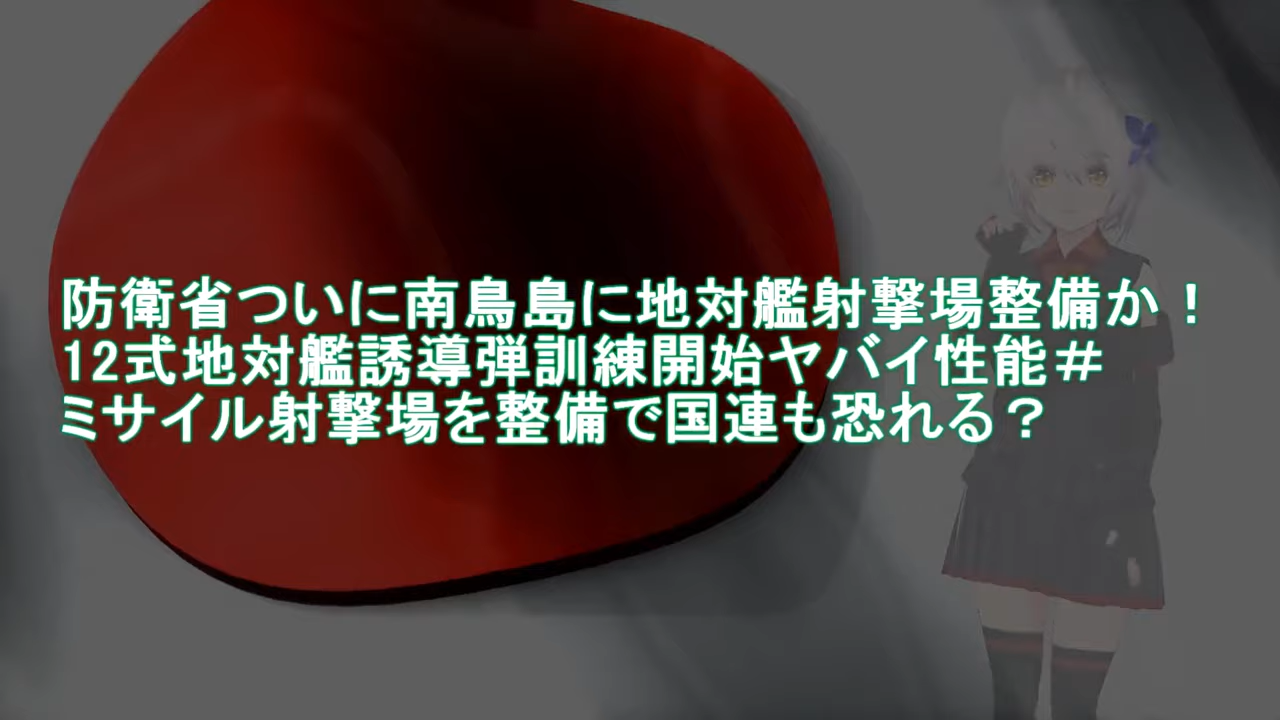 防衛省ついに南鳥島に地対艦射撃場整備か！
12式地対艦誘導弾訓練開始ヤバイ性能＃
ミサイル射撃場を整備で国連も恐れる？